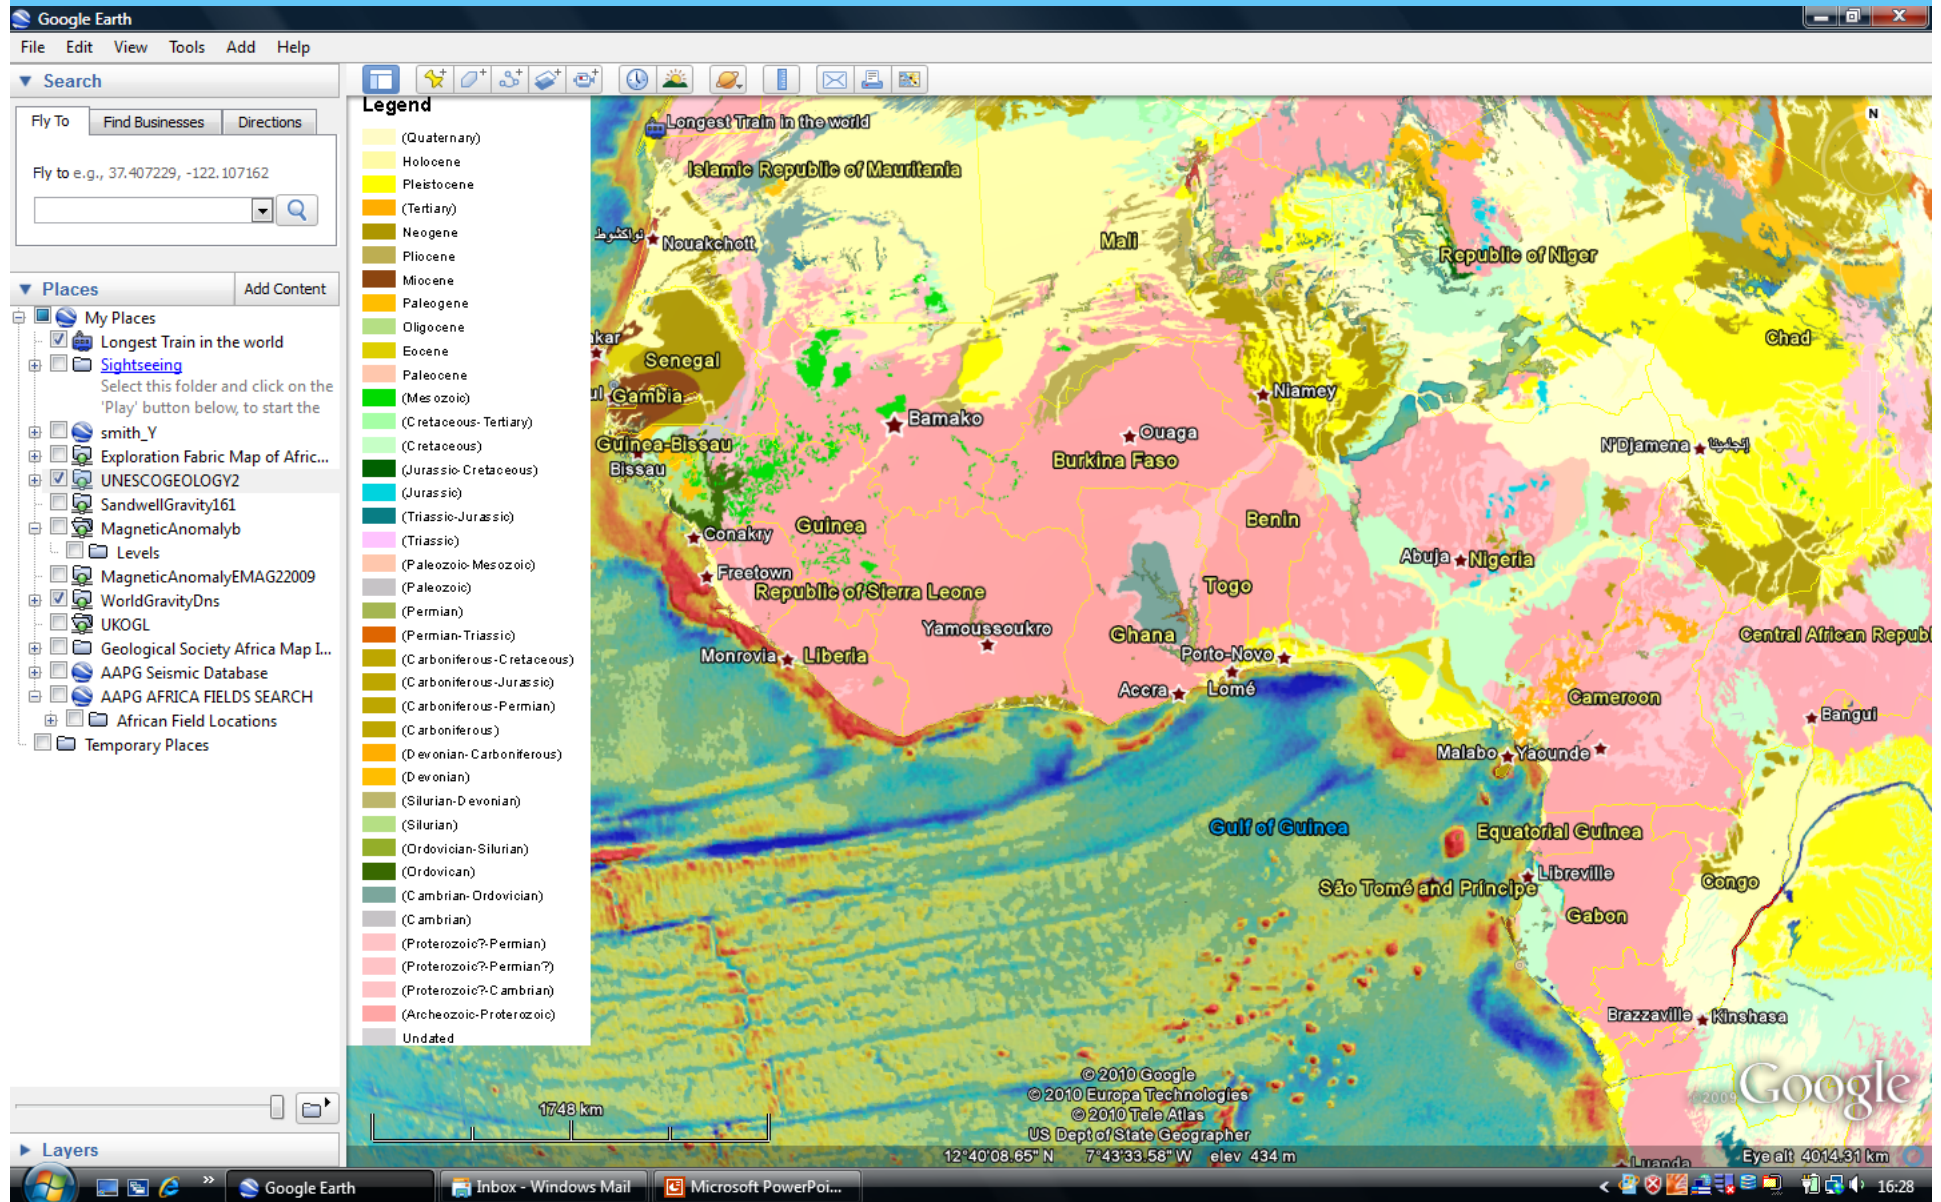 Google Earth
File Edit View Tools Add Help
Search
Fly To Find Businesses Directions
Fly to e.g., 37.407229, -122.107162
Places Add Content
My Places
Longest Train in the world
Sightseeing
Select this folder and click on the
'Play' button below, to start the
smith_Y
Exploration Fabric Map of Afric...
UNESCOGEOLOGY2
SandwellGravity161
MagneticAnomalyb
Levels
MagneticAnomalyEMAG22009
WorldGravityDns
UKOGL
Geological Society Africa Map I...
AAPG Seismic Database
AAPG AFRICA FIELDS SEARCH
African Field Locations
Temporary Places
Layers
Legend
(Quaternary)
Holocene
Pleistocene
(Tertiary)
Neogene
Pliocene
Miocene
Paleogene
Oligocene
Eocene
Paleocene
(Mesozoic)
(Cretaceous-Tertiary)
(Cretaceous)
(Jurassic-Cretaceous)
(Jurassic)
(Triassic-Jurassic)
(Triassic)
(Paleozoic-Mesozoic)
(Paleozoic)
(Permian)
(Permian-Triassic)
(Carboniferous-Cretaceous)
(Carboniferous-Jurassic)
(Carboniferous-Permian)
(Carboniferous)
(Devonian-Carboniferous)
(Devonian)
(Silurian-Devonian)
(Silurian)
(Ordovician-Silurian)
(Ordovican)
(Cambrian-Ordovician)
(Cambrian)
(Proterozoic?-Permian)
(Proterozoic?-Permian?)
(Proterozoic?-Cambrian)
(Archeozoic-Proterozoic)
Undated
N
Longest Train in the world
Islamic Republic of Mauritania
نواكشوط
Nouakchott
Mali
Republic of Niger
Chad
kar
Senegal
ul Gambia
Niamey
Bamako
Ouaga
Burkina Faso
Guinea-Bissau
Bissau
N'Djamena
Guinea
Benin
Conakry
Abuja Nigeria
Freetown
Republic of Sierra Leone
Togo
Yamoussoukro
Ghana
Central African Republ
Monrovia Liberia
Porto-Novo
Accra Lomé
Cameroon
Bangui
Malabo Yaounde
Gulf of Guinea
Equatorial Guinea
Libreville
São Tomé and Príncipe
Congo
Gabon
Brazzaville Kinshasa
Luanda
1748 km
© 2010 Google
© 2010 Europa Technologies
© 2010 Tele Atlas
US Dept of State Geographer
©2009 Google
12°40'08.65" N 7°43'33.58" W elev 434 m
Eye alt 4014.31 km
Google Earth
Inbox - Windows Mail
Microsoft PowerPoi...
16:28